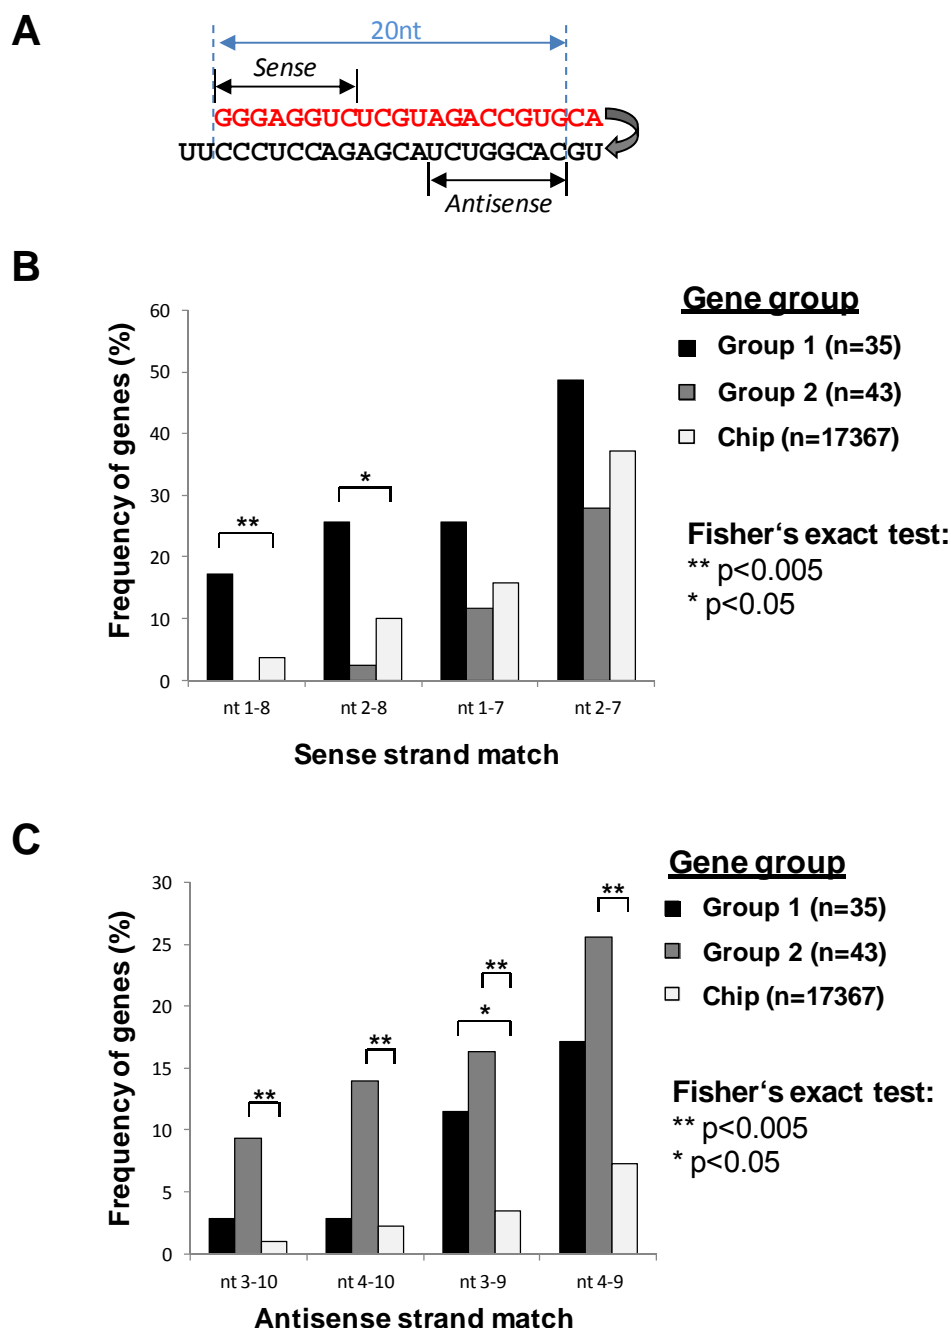 A
20nt
Sense
GGGAGGUCUCGUAGACCGUGCA
UUCCCUCCAGAGCAUCUGGCACGU
Antisense
B
Frequency of genes (%)
60
50
40
30
20
10
0
**
*
nt 1-8
nt 2-8
nt 1-7
nt 2-7
Sense strand match
Gene group
Group 1 (n=35)
Group 2 (n=43)
Chip (n=17367)
Fisher‘s exact test:
** p<0.005
* p<0.05
C
Frequency of genes (%)
30
25
20
15
10
5
0
**
**
**
*
**
nt 3-10
nt 4-10
nt 3-9
nt 4-9
Antisense strand match
Gene group
Group 1 (n=35)
Group 2 (n=43)
Chip (n=17367)
Fisher‘s exact test:
** p<0.005
* p<0.05